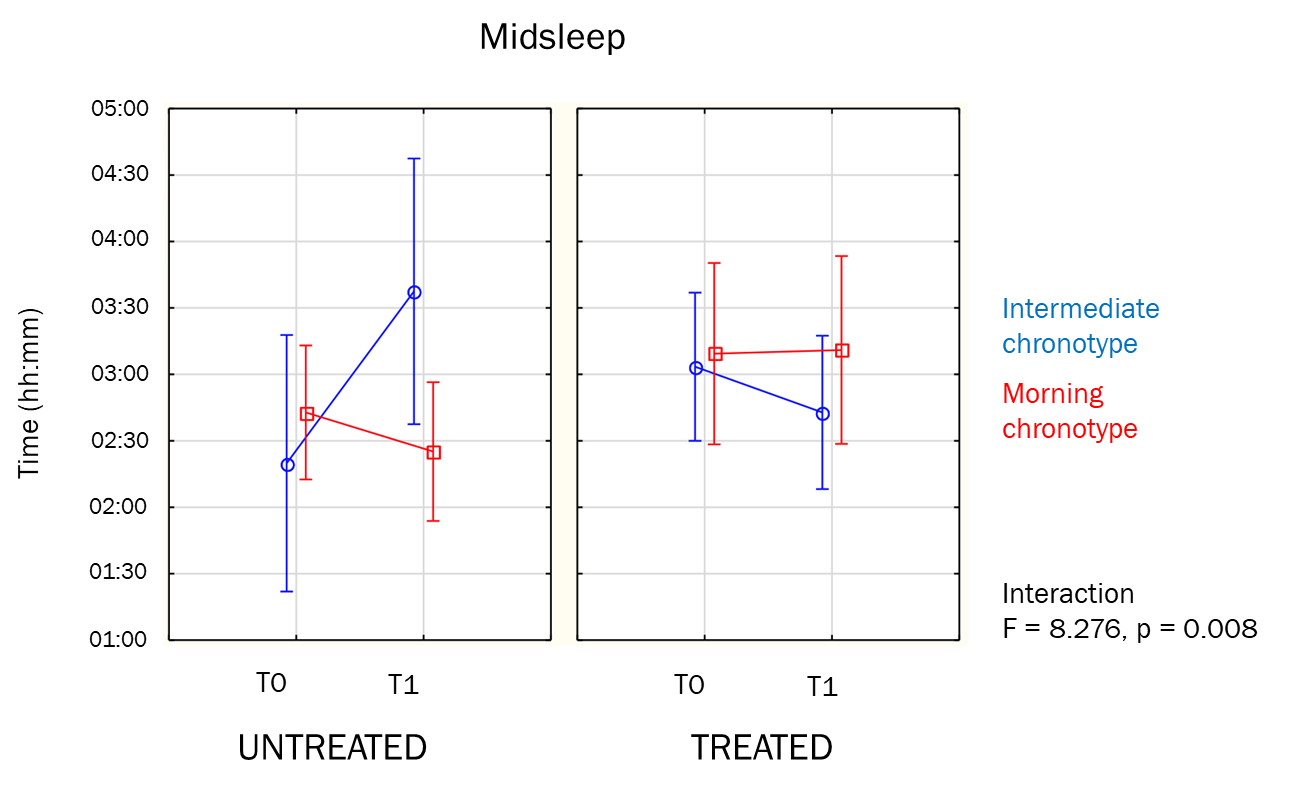 Midsleep
Time (hh:mm)
05:00
04:30
04:00
03:30
03:00
02:30
02:00
01:30
01:00
T0
T1
T0
T1
UNTREATED
TREATED
Intermediate
chronotype
Morning
chronotype
Interaction
F = 8.276, p = 0.008